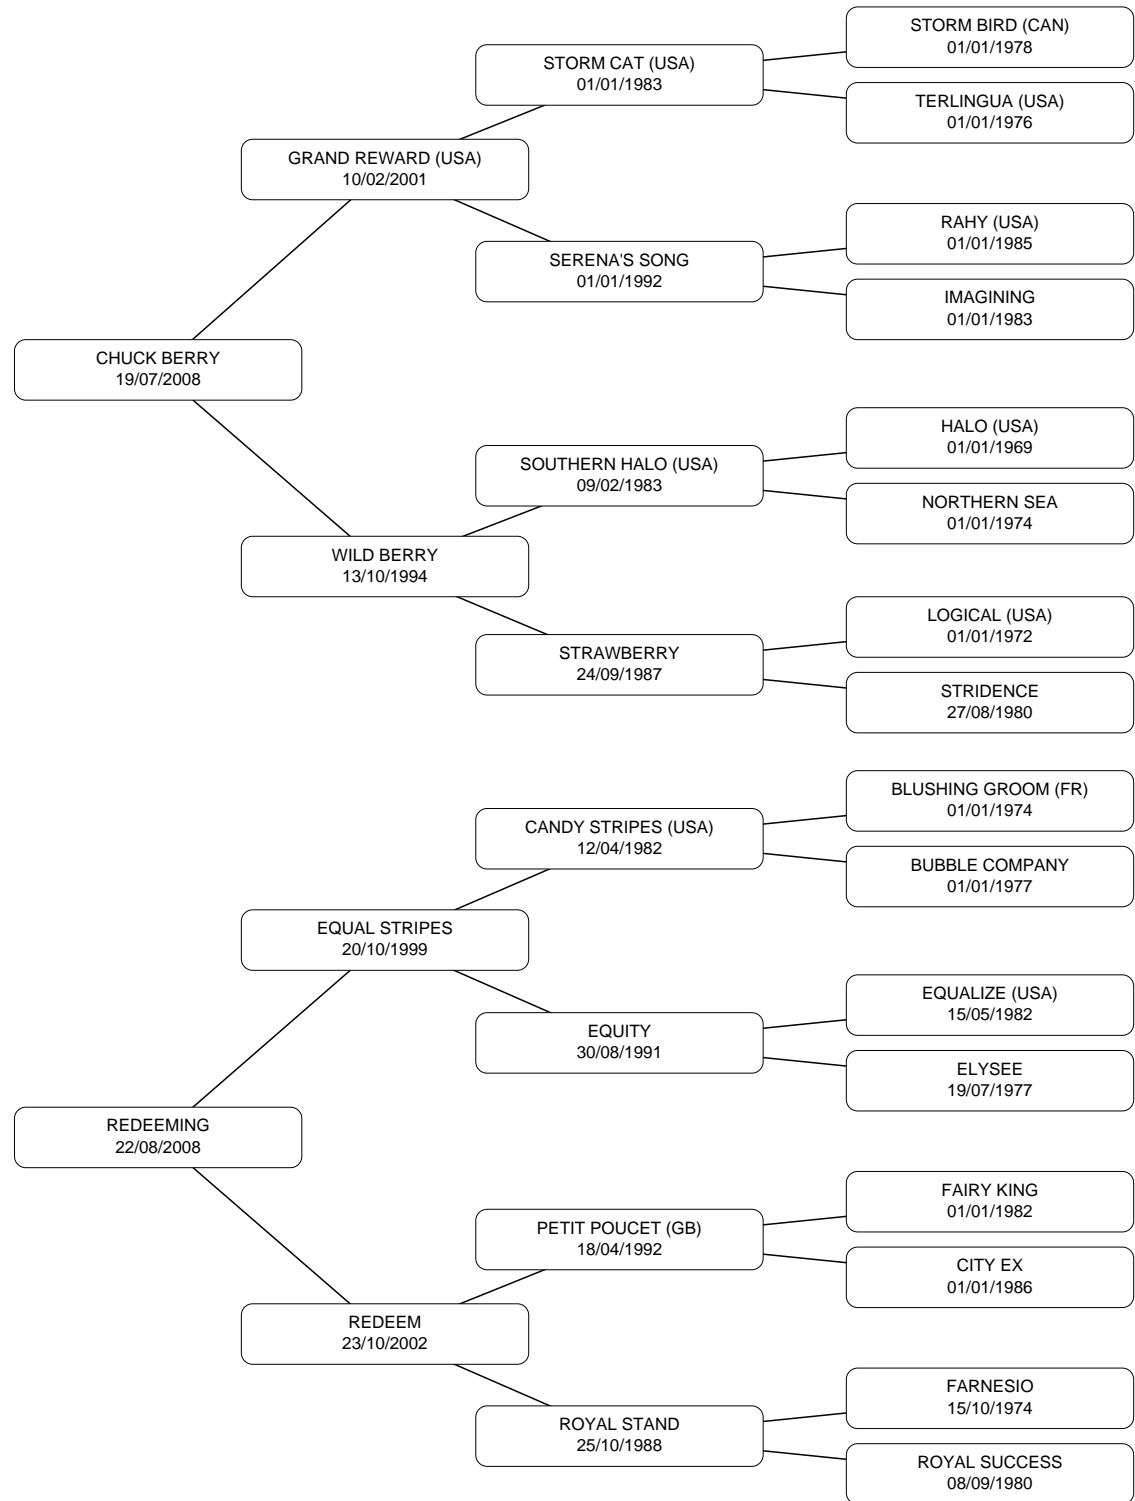 STORM BIRD (CAN)
01/01/1978
STORM CAT (USA)
01/01/1983
TERLINGUA (USA)
01/01/1976
GRAND REWARD (USA)
10/02/2001
RAHY (USA)
01/01/1985
SERENA'S SONG
01/01/1992
IMAGINING
01/01/1983
CHUCK BERRY
19/07/2008
HALO (USA)
01/01/1969
SOUTHERN HALO (USA)
09/02/1983
NORTHERN SEA
01/01/1974
WILD BERRY
13/10/1994
LOGICAL (USA)
01/01/1972
STRAWBERRY
24/09/1987
STRIDENCE
27/08/1980
BLUSHING GROOM (FR)
01/01/1974
CANDY STRIPES (USA)
12/04/1982
BUBBLE COMPANY
01/01/1977
EQUAL STRIPES
20/10/1999
EQUALIZE (USA)
15/05/1982
EQUITY
30/08/1991
ELYSEE
19/07/1977
REDEEMING
22/08/2008
FAIRY KING
01/01/1982
PETIT POUCET (GB)
18/04/1992
CITY EX
01/01/1986
REDEEM
23/10/2002
FARNESIO
15/10/1974
ROYAL STAND
25/10/1988
ROYAL SUCCESS
08/09/1980